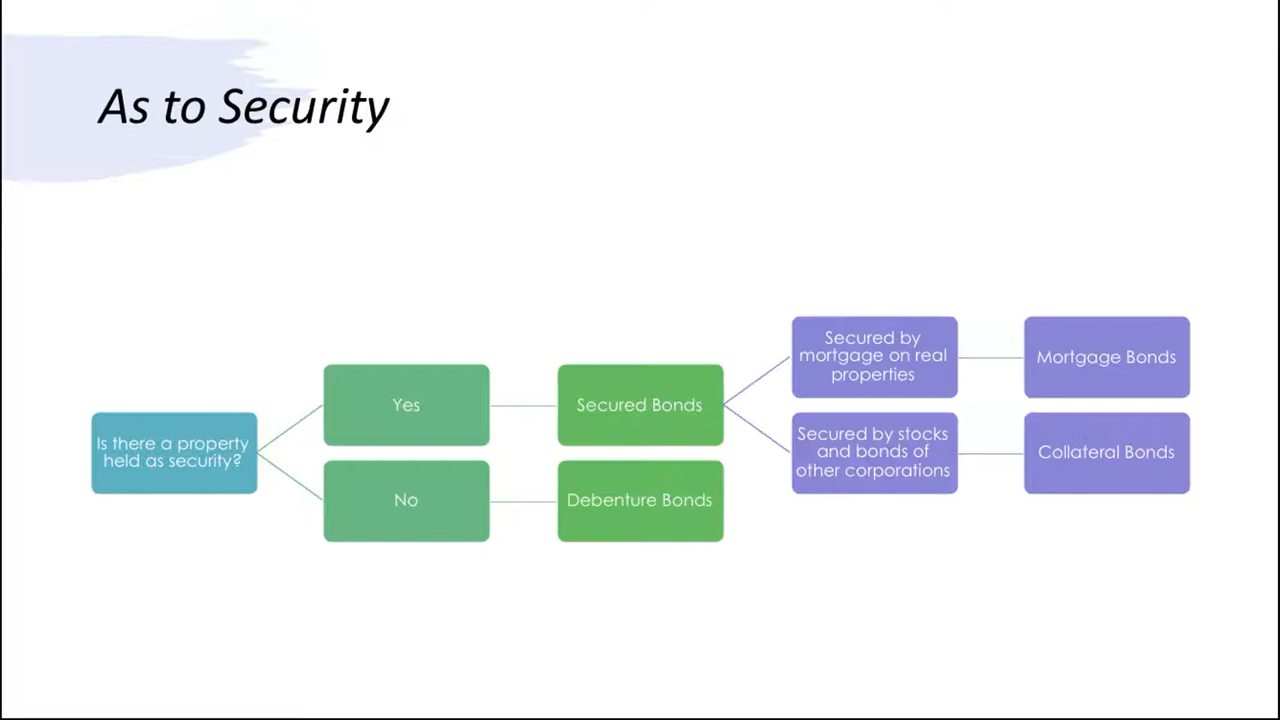 As to Security
Is there a property
held as security?
Yes
No
Secured Bonds
Debenture Bonds
Secured by
mortgage on real
properties
Secured by stocks
and bonds of
other corporations
Mortgage Bonds
Collateral Bonds